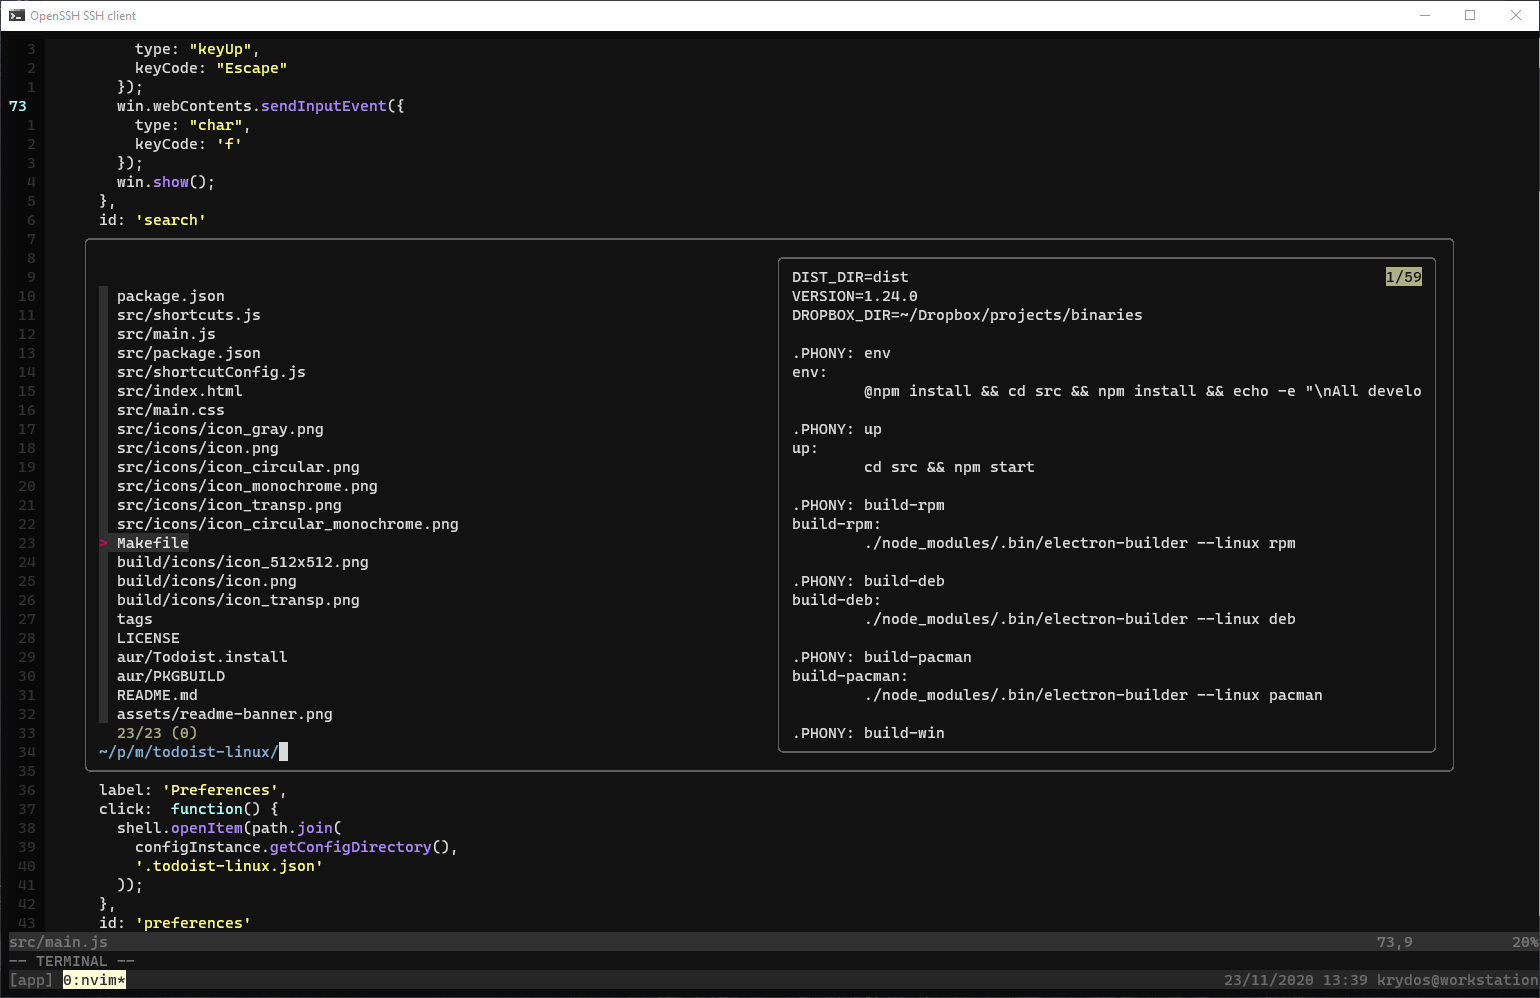 OpenSSH SSH client
3 type: "keyUp",
2 keyCode: "Escape"
1 });
73 win.webContents.sendInputEvent({
1 type: "char",
2 keyCode: 'f'
3 });
4 win.show();
5 },
6 id: 'search'
7
8
9 DIST_DIR=dist 1/59
10 package.json VERSION=1.24.0
11 src/shortcuts.js DROPBOX_DIR=~/Dropbox/projects/binaries
12 src/main.js
13 src/package.json .PHONY: env
14 src/shortcutConfig.js env:
15 src/index.html @npm install && cd src && npm install && echo -e "\nAll develo
16 src/main.css
17 src/icons/icon_gray.png .PHONY: up
18 src/icons/icon.png up:
19 src/icons/icon_circular.png cd src && npm start
20 src/icons/icon_monochrome.png
21 src/icons/icon_transp.png .PHONY: build-rpm
22 src/icons/icon_circular_monochrome.png build-rpm:
23 > Makefile ./node_modules/.bin/electron-builder --linux rpm
24 build/icons/icon_512x512.png
25 build/icons/icon.png .PHONY: build-deb
26 build/icons/icon_transp.png build-deb:
27 tags ./node_modules/.bin/electron-builder --linux deb
28 LICENSE
29 aur/Todoist.install .PHONY: build-pacman
30 aur/PKGBUILD build-pacman:
31 README.md ./node_modules/.bin/electron-builder --linux pacman
32 assets/readme-banner.png
33 23/23 (0) .PHONY: build-win
34 ~/p/m/todoist-linux/
35
36 label: 'Preferences',
37 click: function() {
38 shell.openItem(path.join(
39 configInstance.getConfigDirectory(),
40 '.todoist-linux.json'
41 ));
42 },
43 id: 'preferences'
src/main.js 73,9 20%
-- TERMINAL --
[app] 0:nvim* 23/11/2020 13:39 krydos@workstation